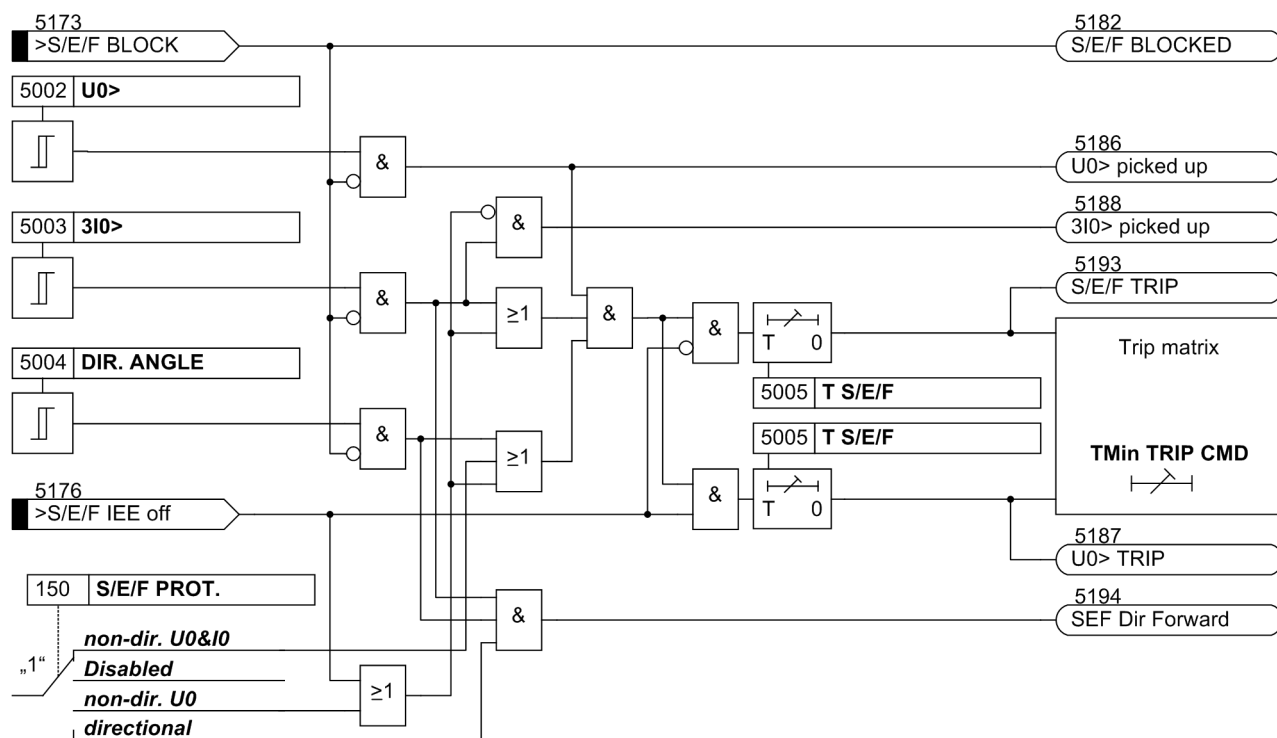 5173
>S/E/F BLOCK
5182
S/E/F BLOCKED
5002 U0>
&
5186
U0> picked up
5188
3I0> picked up
&
5003 3I0>
5193
S/E/F TRIP
&
≥1
&
&
T 0
Trip matrix
5004 DIR. ANGLE
5005 T S/E/F
5005 T S/E/F
&
≥1
TMin TRIP CMD
5176
>S/E/F IEE off
&
T 0
5187
U0> TRIP
150 S/E/F PROT.
&
5194
SEF Dir Forward
„1“
non-dir. U0&I0
Disabled
≥1
non-dir. U0
directional